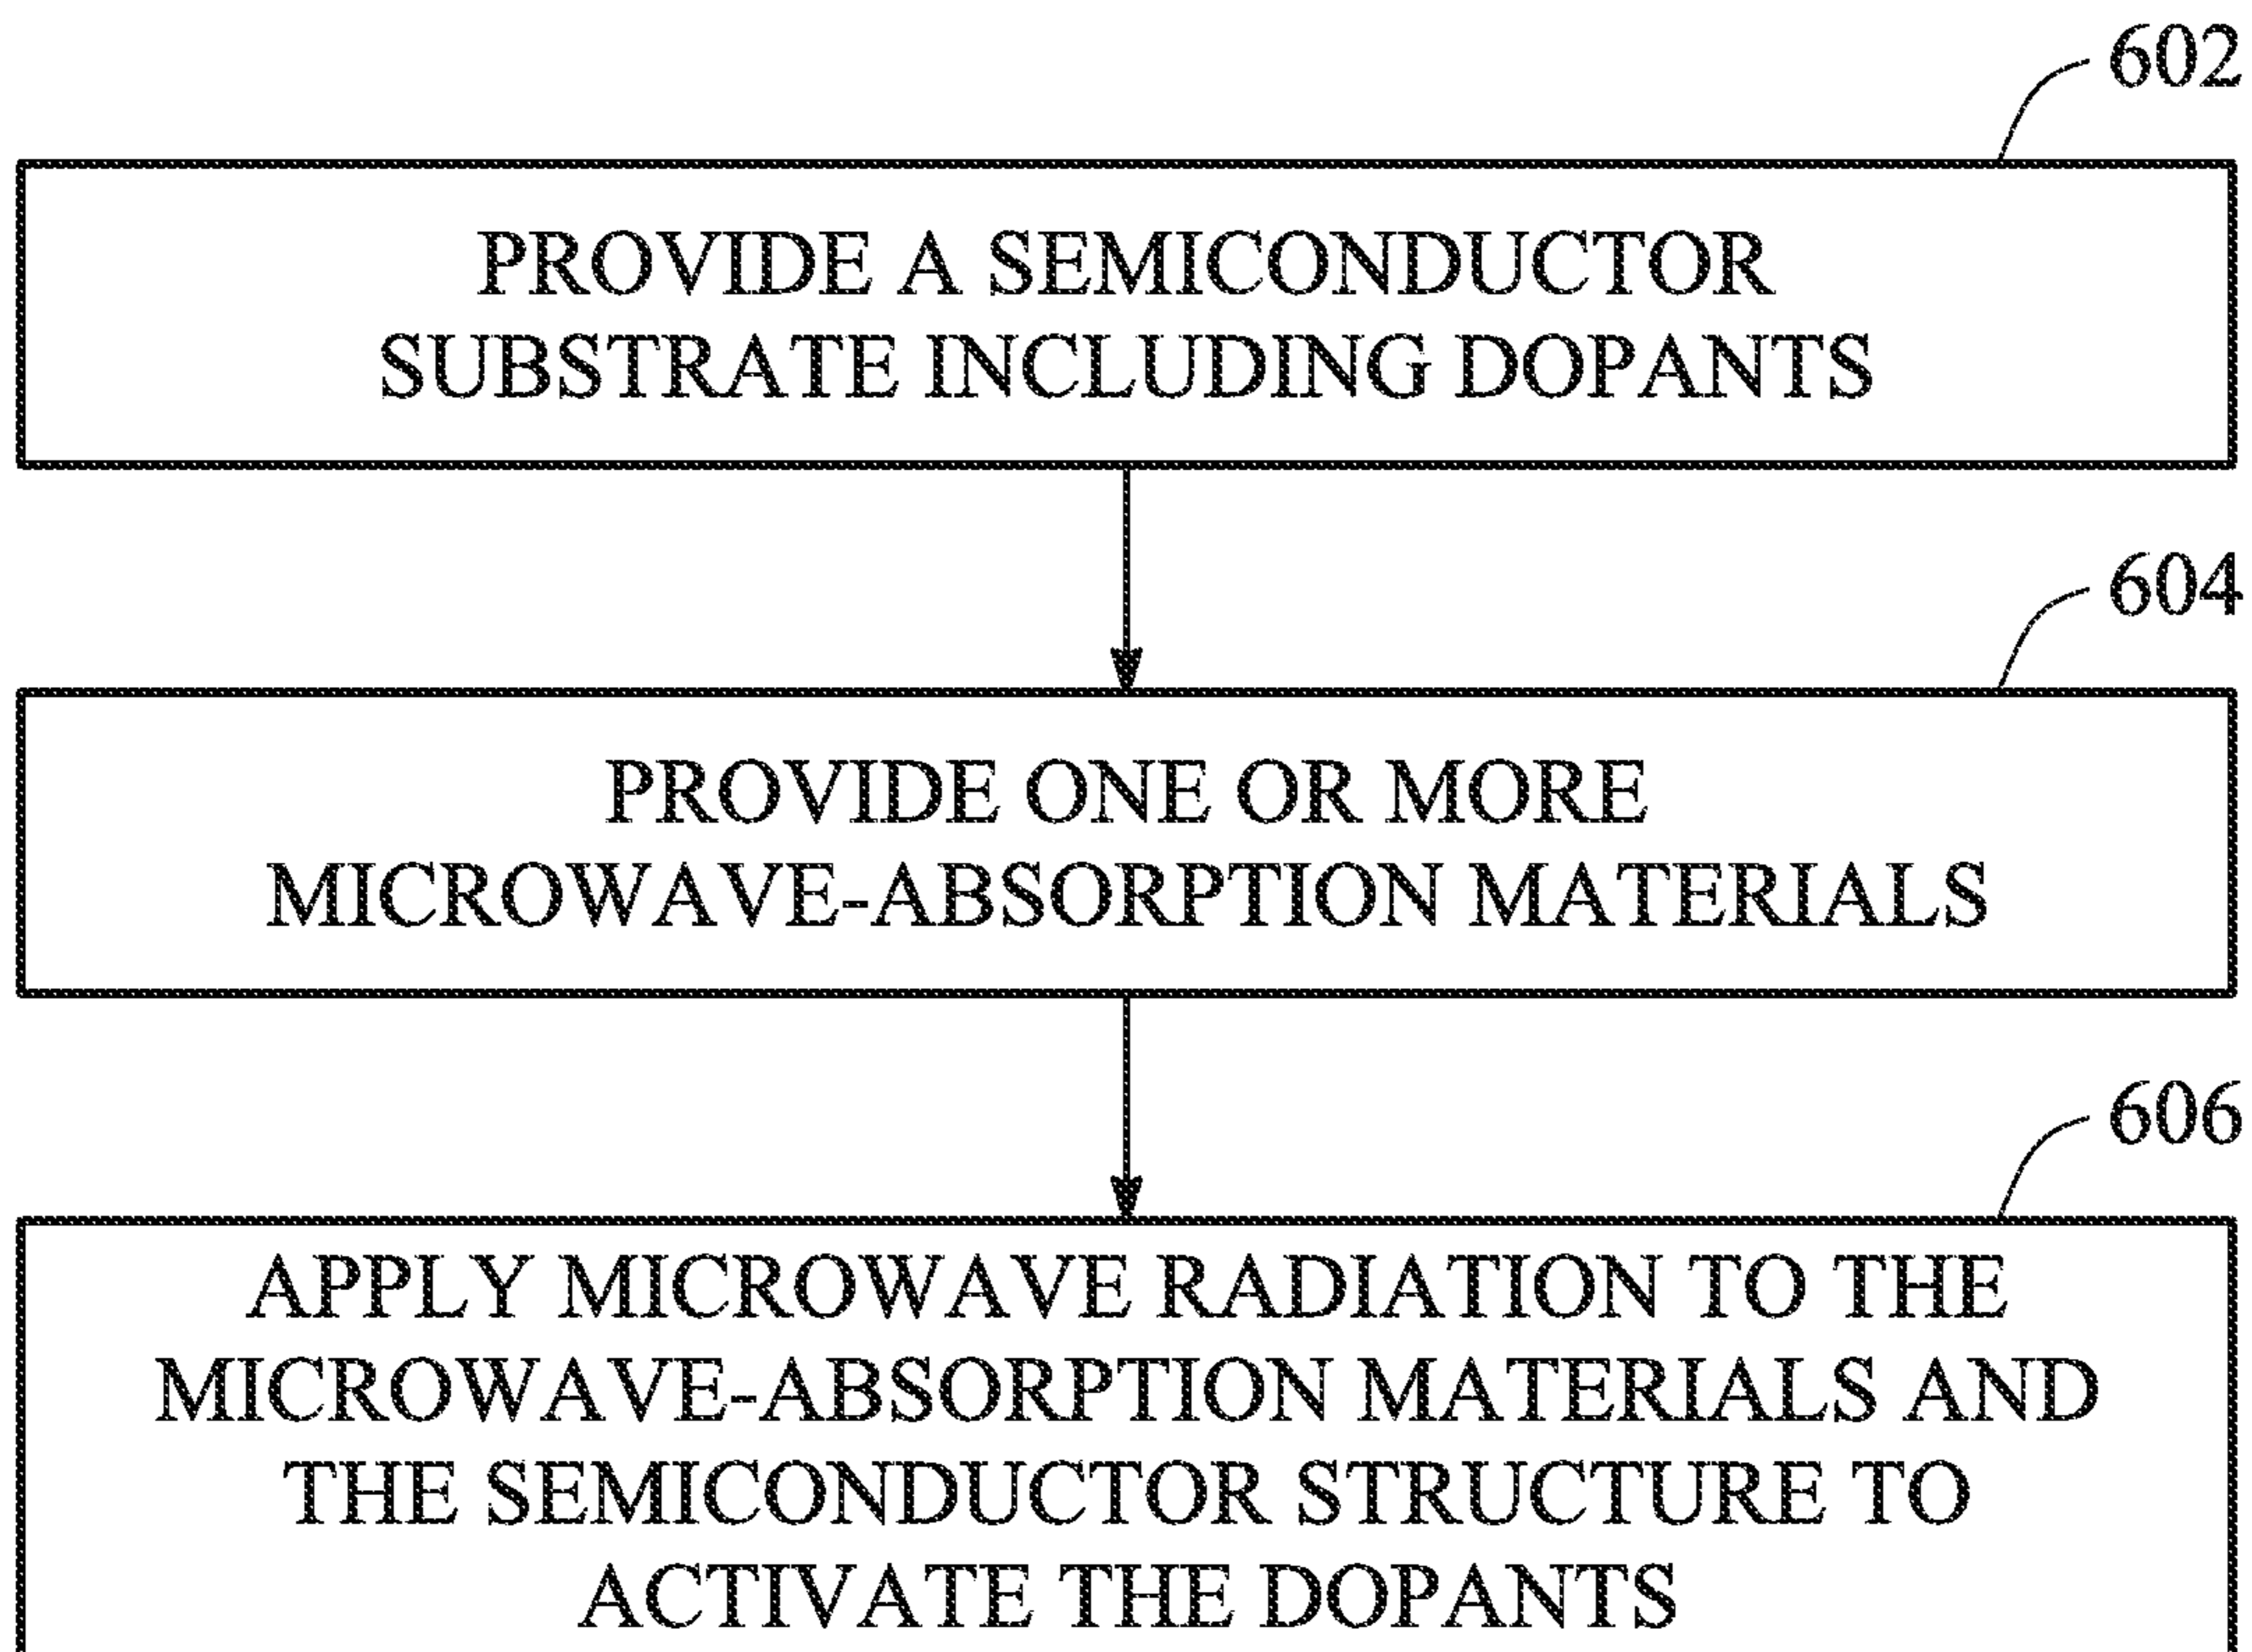 602
PROVIDE A SEMICONDUCTOR
SUBSTRATE INCLUDING DOPANTS
604
PROVIDE ONE OR MORE
MICROWAVE-ABSORPTION MATERIALS
606
APPLY MICROWAVE RADIATION TO THE
MICROWAVE-ABSORPTION MATERIALS AND
THE SEMICONDUCTOR STRUCTURE TO
ACTIVATE THE DOPANTS